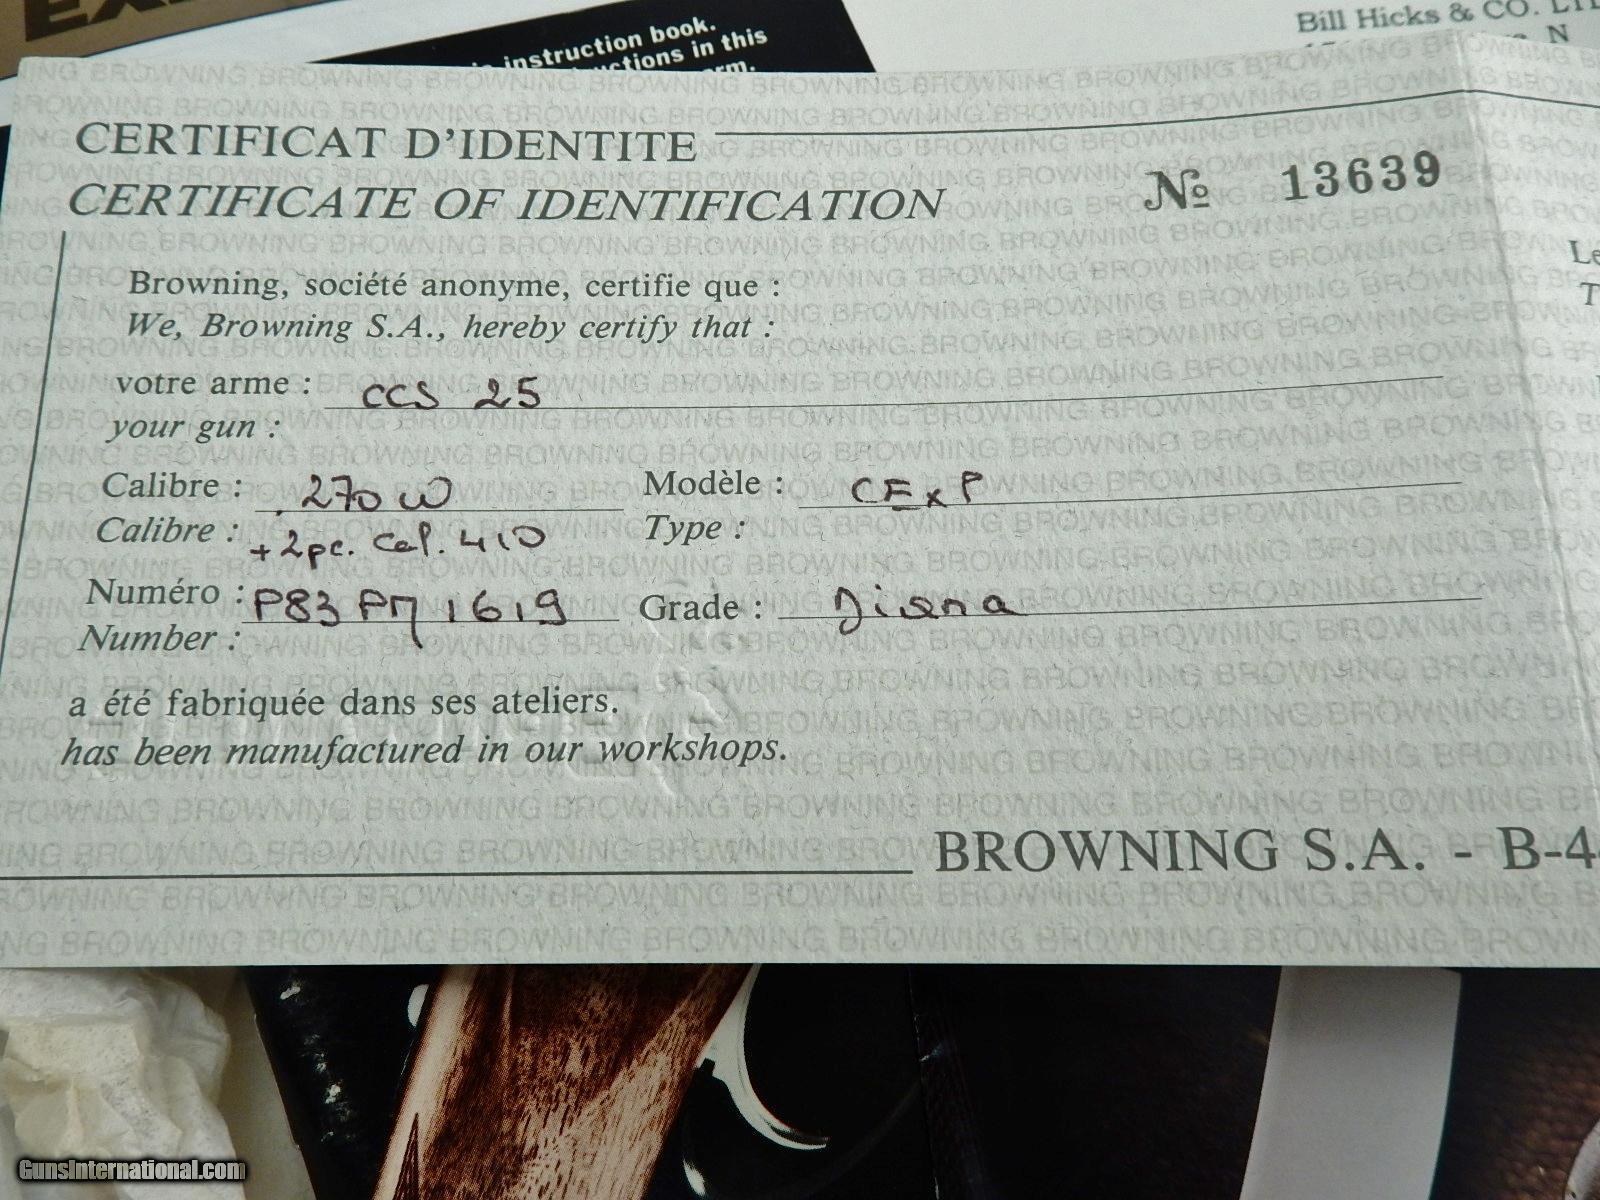 instruction book.
ctions in this
rm.
Bill Hicks & CO. LTD
N
CERTIFICAT D'IDENTITE
CERTIFICATE OF IDENTIFICATION
Nº 13639
Browning, société anonyme, certifie que :
We, Browning S.A., hereby certify that :
votre arme : CCS 25
your gun :
Calibre : .270 W Modèle : CExP
Calibre : + 2pc. Cal. 410 Type :
Numéro : P83PM1619 Grade : Diana
Number :
a été fabriquée dans ses ateliers.
has been manufactured in our workshops.
BROWNING S.A. - B-4
GunsInternational.com